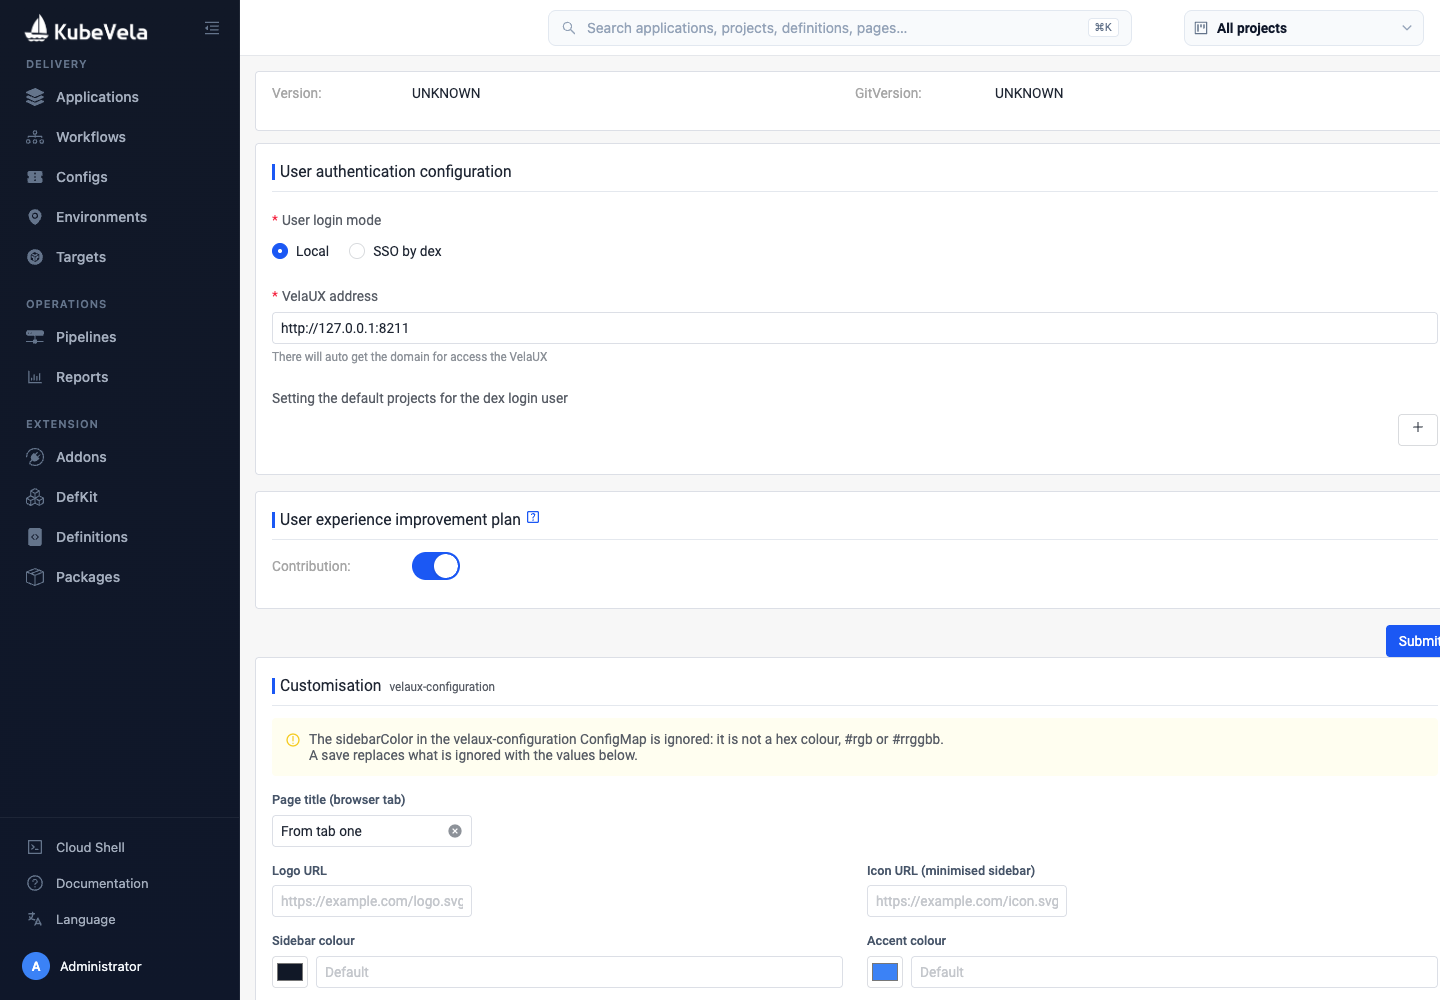 KubeVela
Search applications, projects, definitions, pages...
⌘K
All projects
DELIVERY
Applications
Workflows
Configs
Environments
Targets
OPERATIONS
Pipelines
Reports
EXTENSION
Addons
DefKit
Definitions
Packages
Cloud Shell
Documentation
Language
A
Administrator
Version:
UNKNOWN
GitVersion:
UNKNOWN
User authentication configuration
* User login mode
Local
SSO by dex
* VelaUX address
http://127.0.0.1:8211
There will auto get the domain for access the VelaUX
Setting the default projects for the dex login user
+
User experience improvement plan ?
Contribution:
Submit
Customisation velaux-configuration
The sidebarColor in the velaux-configuration ConfigMap is ignored: it is not a hex colour, #rgb or #rrggbb.
A save replaces what is ignored with the values below.
Page title (browser tab)
From tab one
Logo URL
https://example.com/logo.svg
Icon URL (minimised sidebar)
https://example.com/icon.svg
Sidebar colour
Default
Accent colour
Default